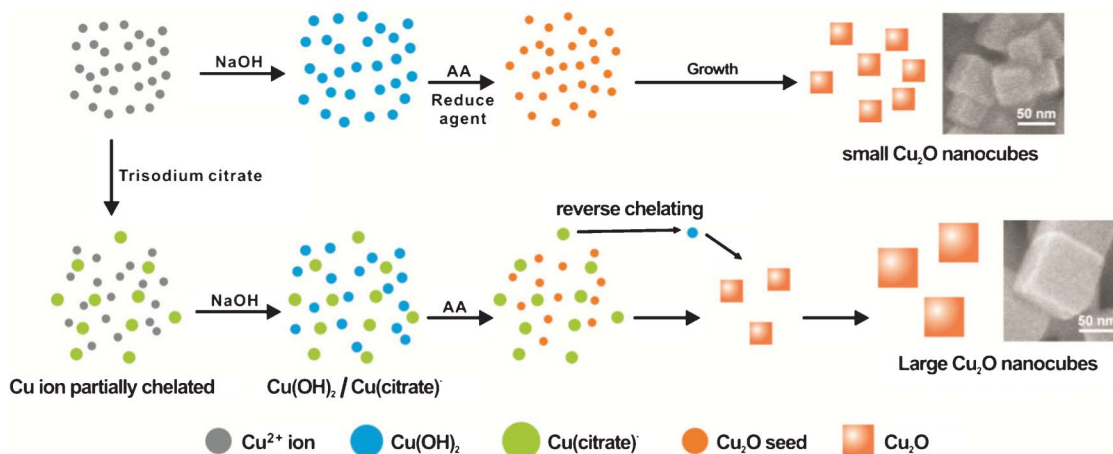 NaOH
AA
Reduce
agent
Growth
50 nm
small Cu₂O nanocubes
Trisodium citrate
reverse chelating
NaOH
AA
50 nm
Cu ion partially chelated
Cu(OH)₂ / Cu(citrate)⁻
Large Cu₂O nanocubes
Cu²⁺ ion
Cu(OH)₂
Cu(citrate)⁻
Cu₂O seed
Cu₂O